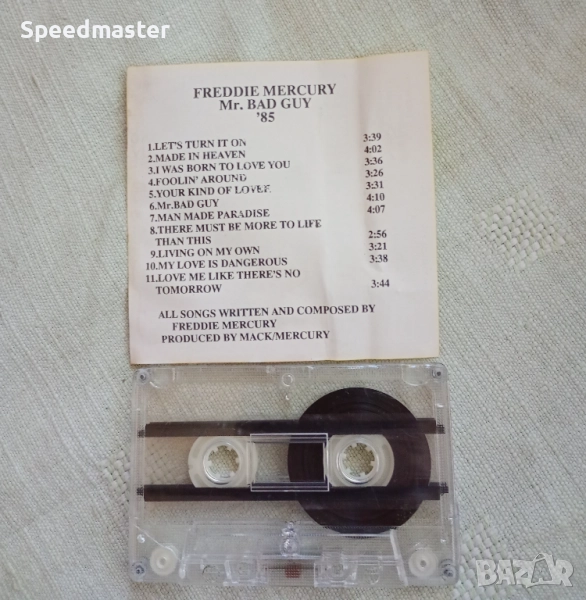 Speedmaster
FREDDIE MERCURY
Mr. BAD GUY
'85
1.LET'S TURN IT ON 3:39
2.MADE IN HEAVEN 4:02
3.I WAS BORN TO LOVE YOU 3:36
4.FOOLIN' AROUND 3:26
5.YOUR KIND OF LOVER 3:31
6.Mr.BAD GUY 4:10
7.MAN MADE PARADISE 4:07
8.THERE MUST BE MORE TO LIFE
THAN THIS 2:56
9.LIVING ON MY OWN 3:21
10.MY LOVE IS DANGEROUS 3:38
11.LOVE ME LIKE THERE'S NO
TOMORROW 3:44
ALL SONGS WRITTEN AND COMPOSED BY
FREDDIE MERCURY
PRODUCED BY MACK/MERCURY
BAZAR